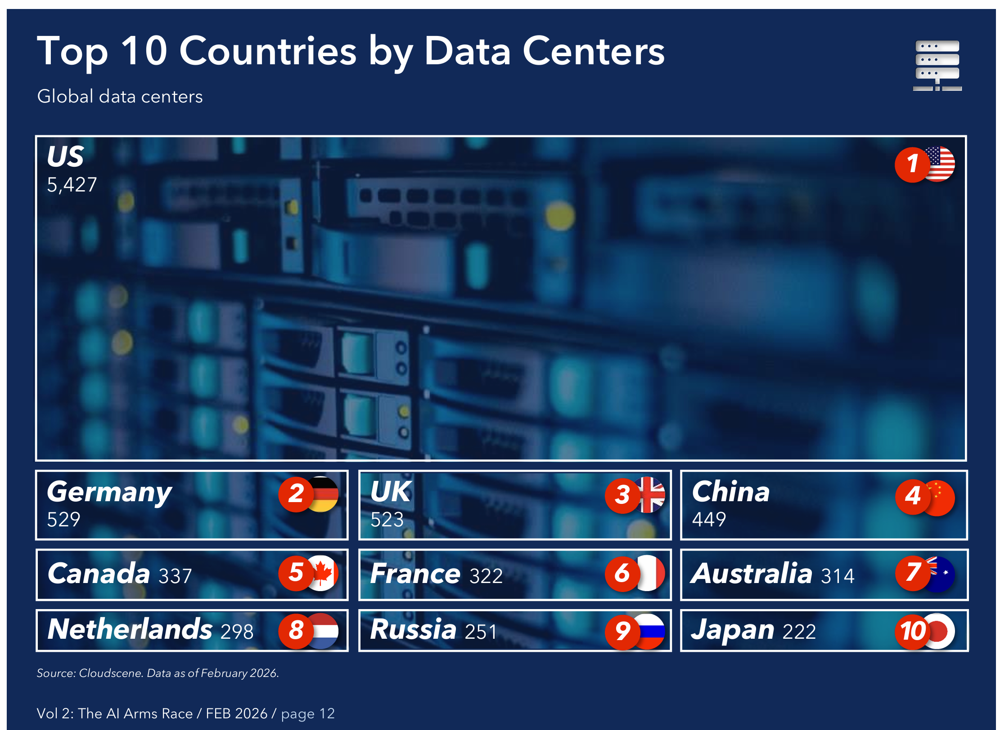 Top 10 Countries by Data Centers
Global data centers
US
5,427
1
Germany
529
2
UK
523
3
China
449
4
Canada 337
5
France 322
6
Australia 314
7
Netherlands 298
8
Russia 251
9
Japan 222
10
Source: Cloudscene. Data as of February 2026.
Vol 2: The AI Arms Race / FEB 2026 / page 12